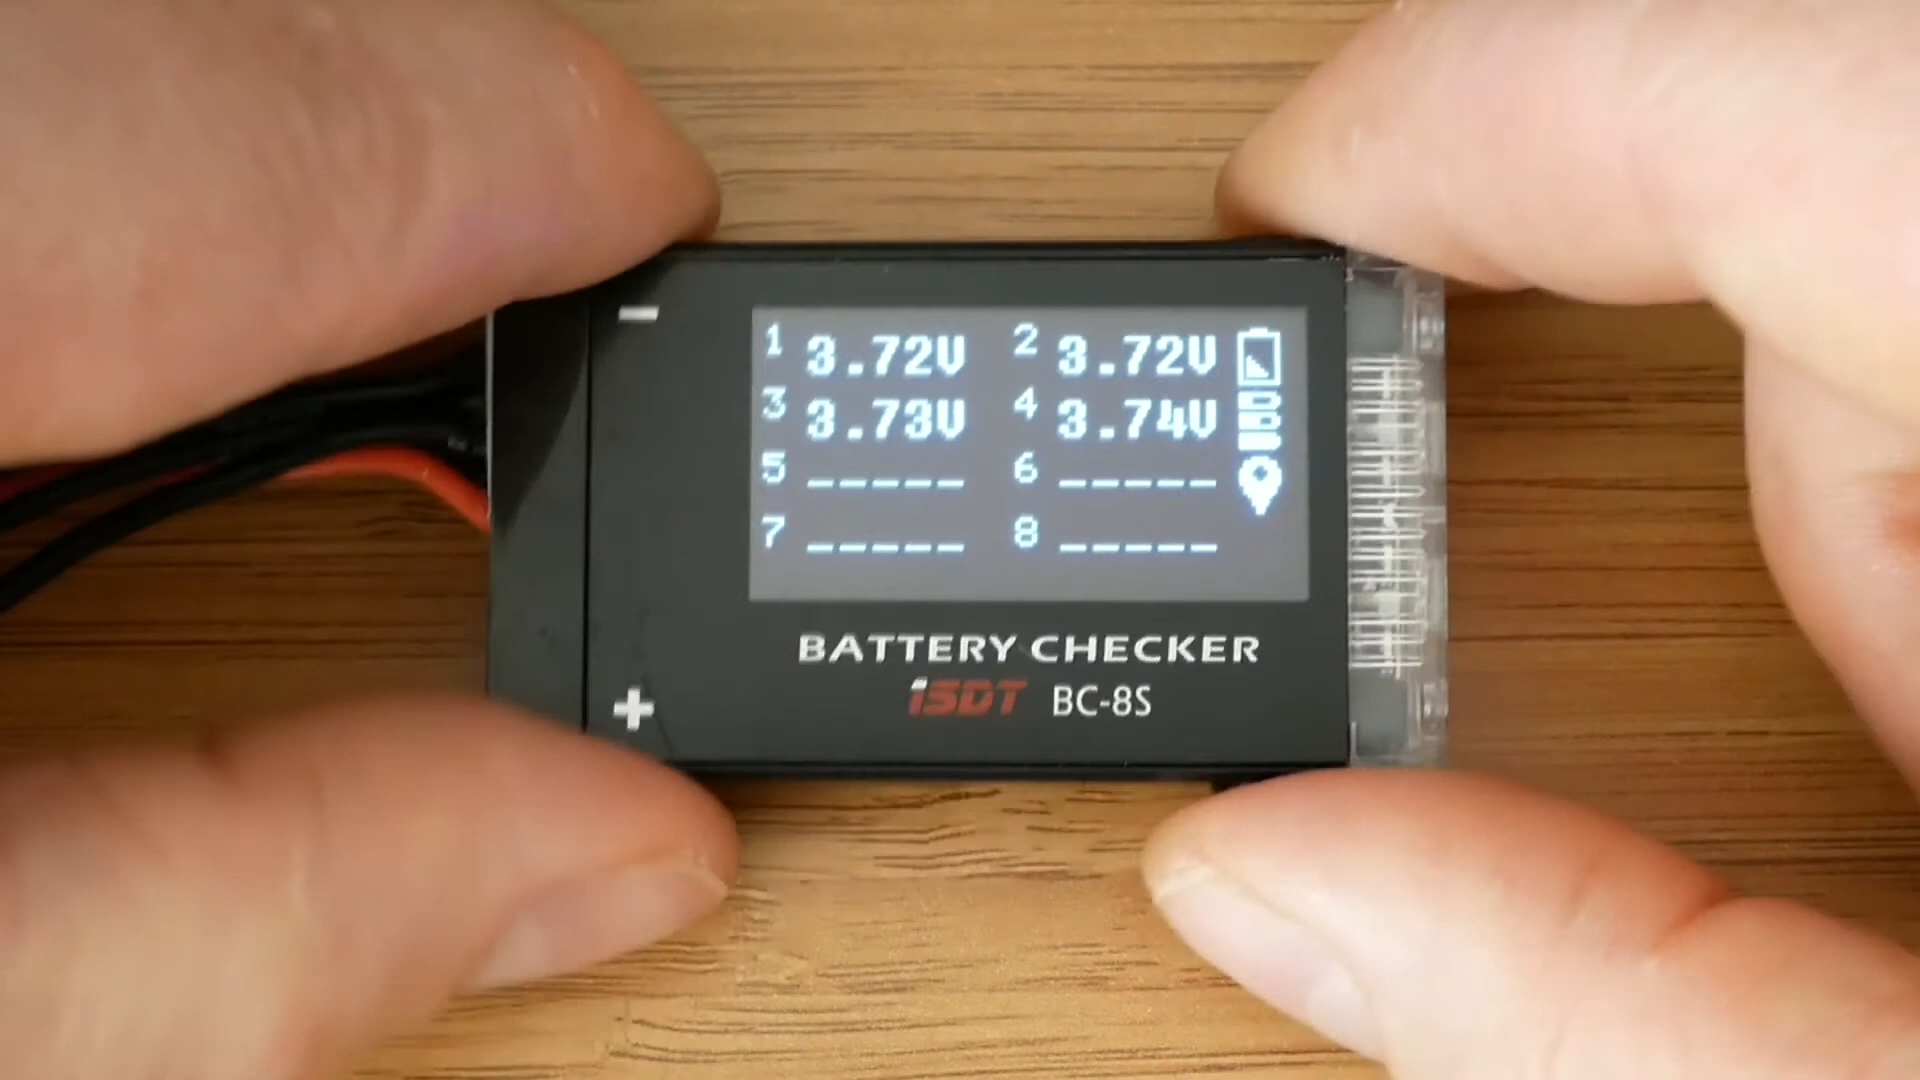 −
1 3.72V 2 3.72V
3 3.73V 4 3.74V
5 _____ 6 _____
7 _____ 8 _____
BATTERY CHECKER
iSDT BC-8S
+